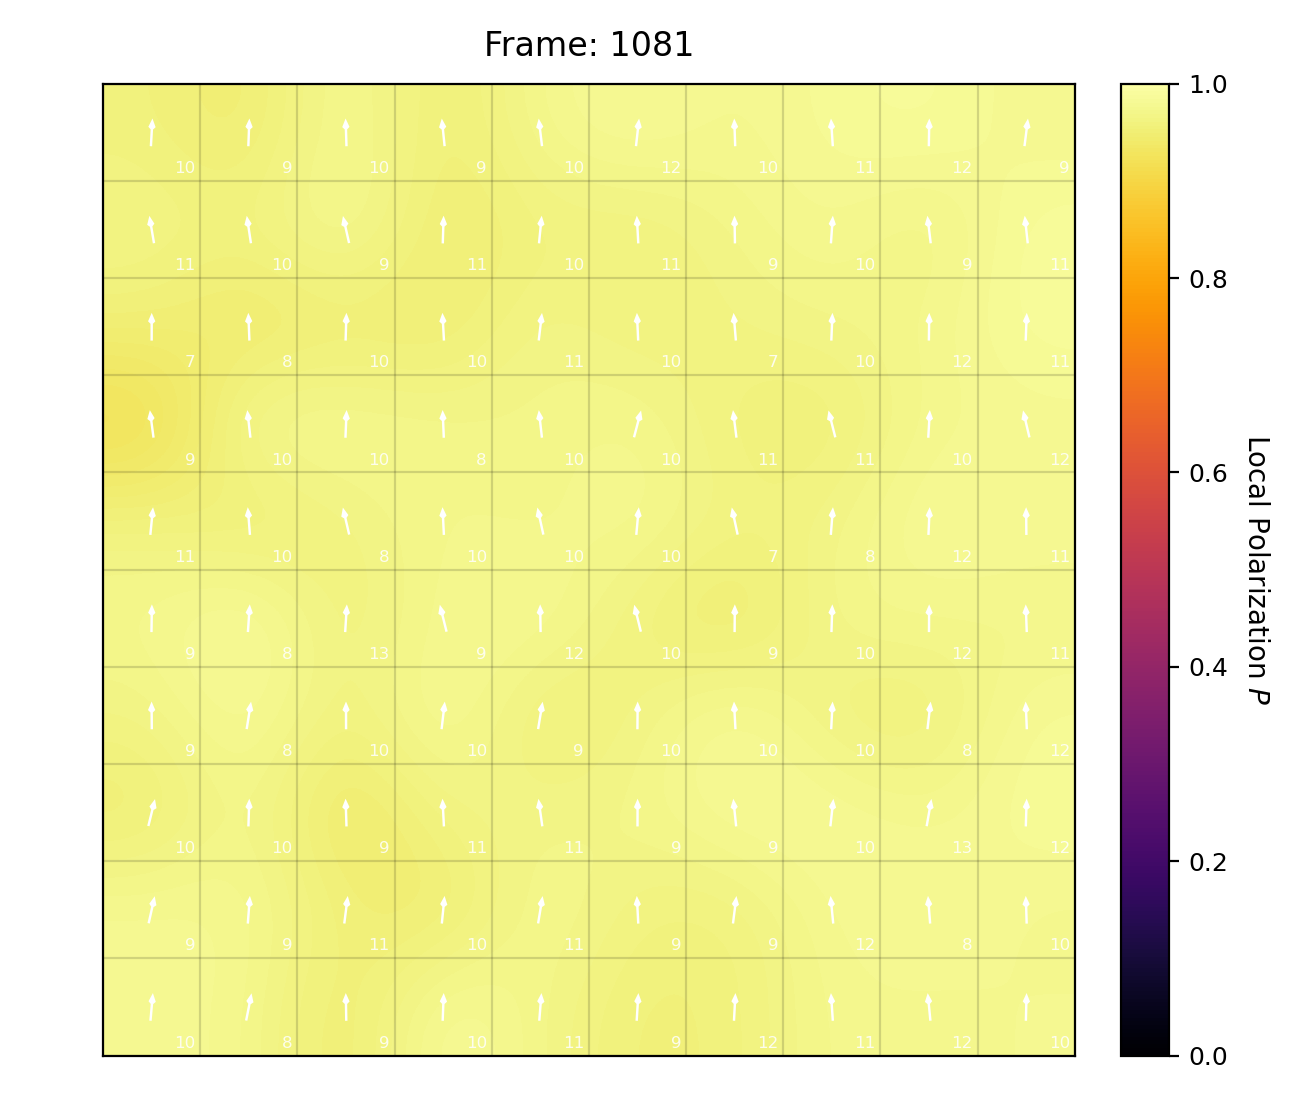 Frame: 1081
10 9 10 9 10 12 10 11 12 9
11 10 9 11 10 11 9 10 9 11
7 8 10 10 11 10 7 10 12 11
9 10 10 8 10 10 11 11 10 12
11 10 8 10 10 10 7 8 12 11
9 8 13 9 12 10 9 10 12 11
9 8 10 10 9 10 10 10 8 12
10 10 9 11 11 9 9 10 13 12
9 9 11 10 11 9 9 12 8 10
10 8 9 10 11 9 12 11 12 10
1.0
0.8
0.6
0.4
0.2
0.0
Local Polarization P